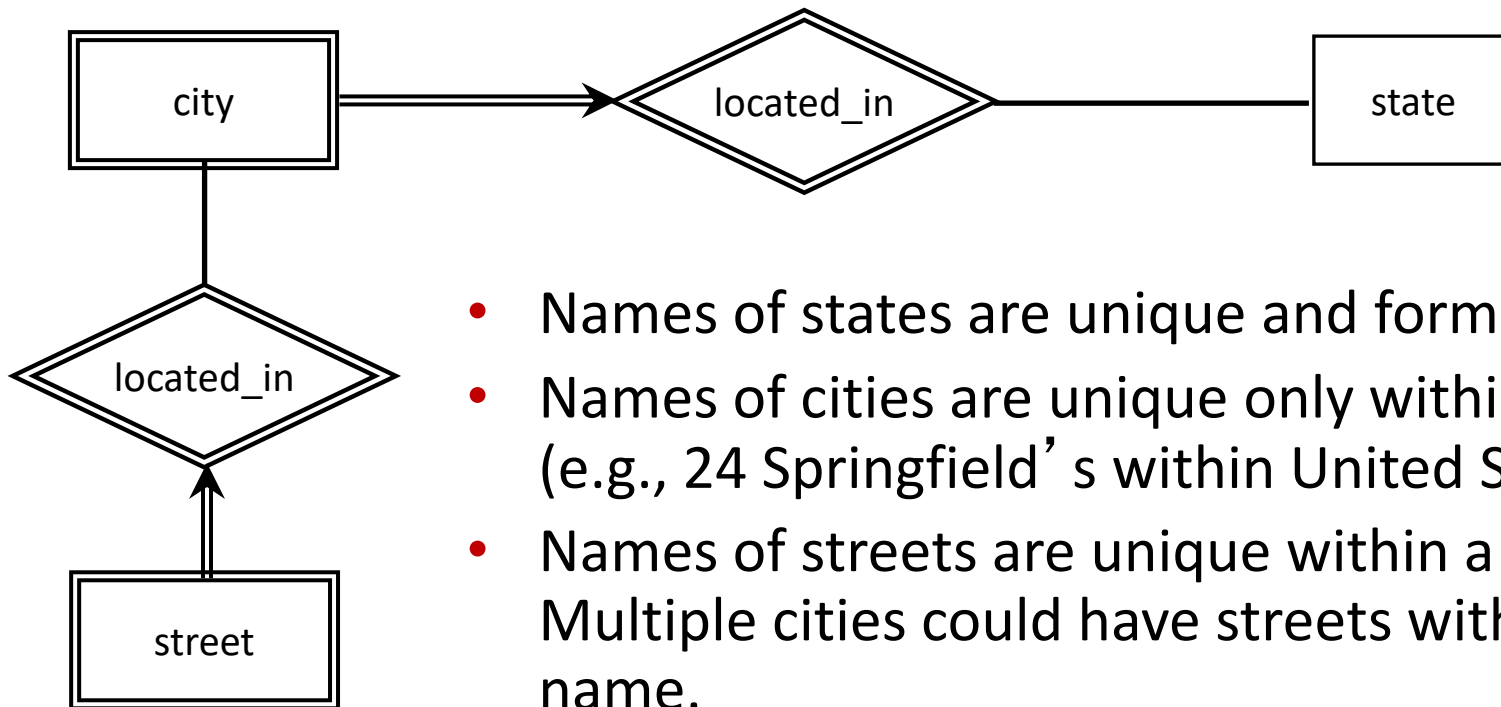 city
located_in
state
located_in
street
• Names of states are unique and form
• Names of cities are unique only withi
(e.g., 24 Springfield’s within United S
• Names of streets are unique within a
Multiple cities could have streets with
name.